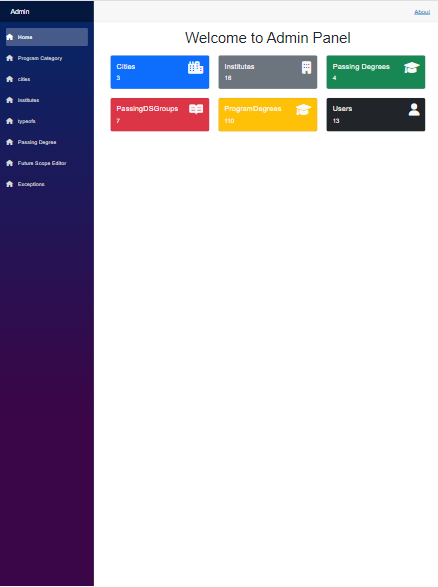 Admin
About
Home
Program Category
cities
institutes
typeofs
Passing Degree
Future Scope Editor
Exceptions
Welcome to Admin Panel
Cities
3
Institutes
16
Passing Degrees
4
PassingDSGroups
7
ProgramDegrees
110
Users
13